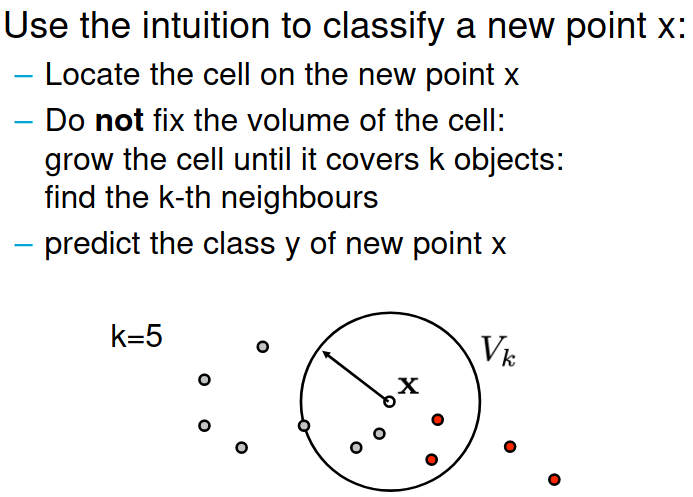 Use the intuition to classify a new point x:
– Locate the cell on the new point x
– Do not fix the volume of the cell:
grow the cell until it covers k objects:
find the k-th neighbours
– predict the class y of new point x
k=5
V_k
x